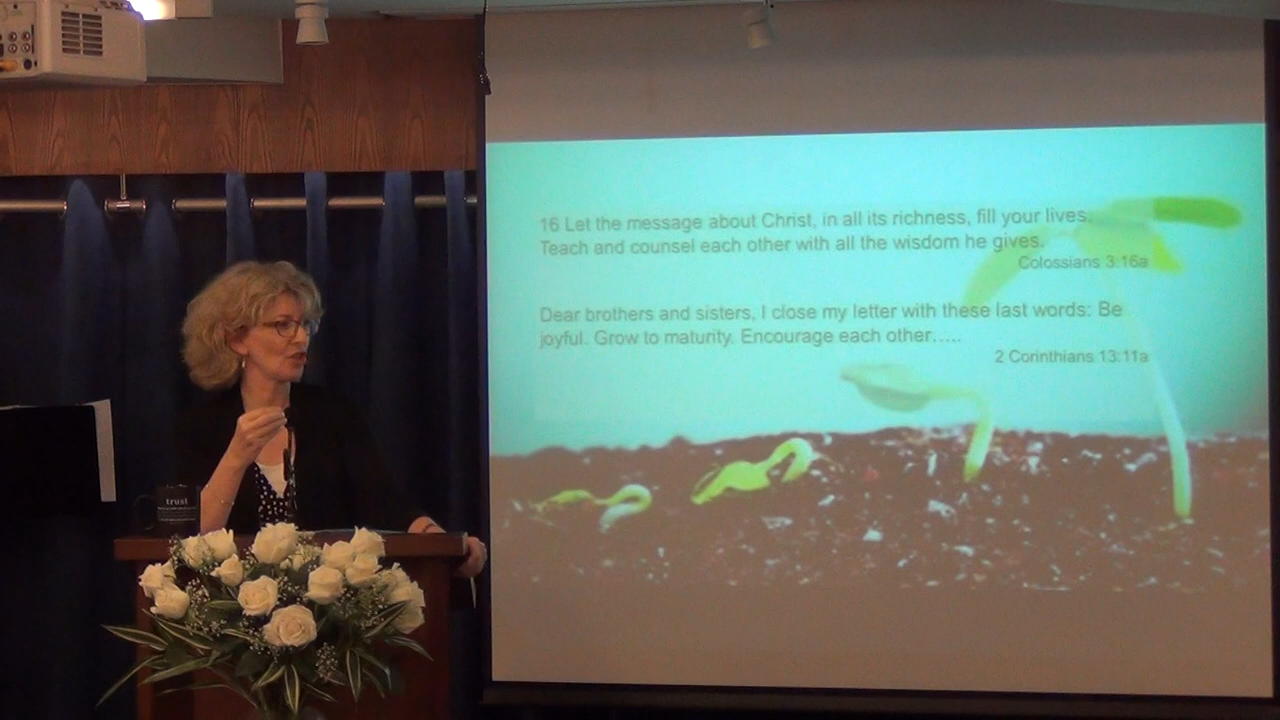 16 Let the message about Christ, in all its richness, fill your lives.
Teach and counsel each other with all the wisdom he gives.
Colossians 3:16a
Dear brothers and sisters, I close my letter with these last words: Be
joyful. Grow to maturity. Encourage each other.....
2 Corinthians 13:11a
trust